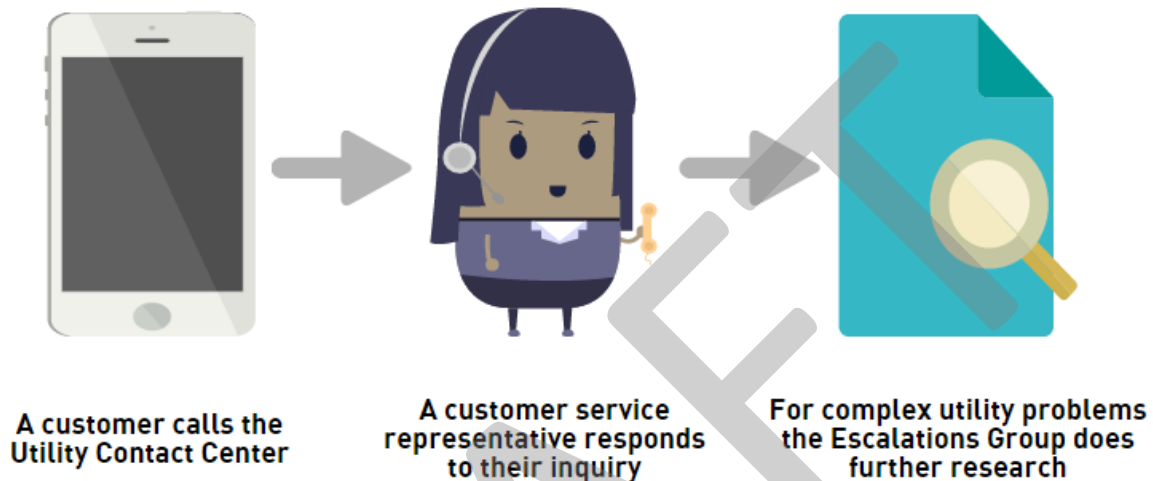 A customer calls the
Utility Contact Center
A customer service
representative responds
to their inquiry
For complex utility problems
the Escalations Group does
further research